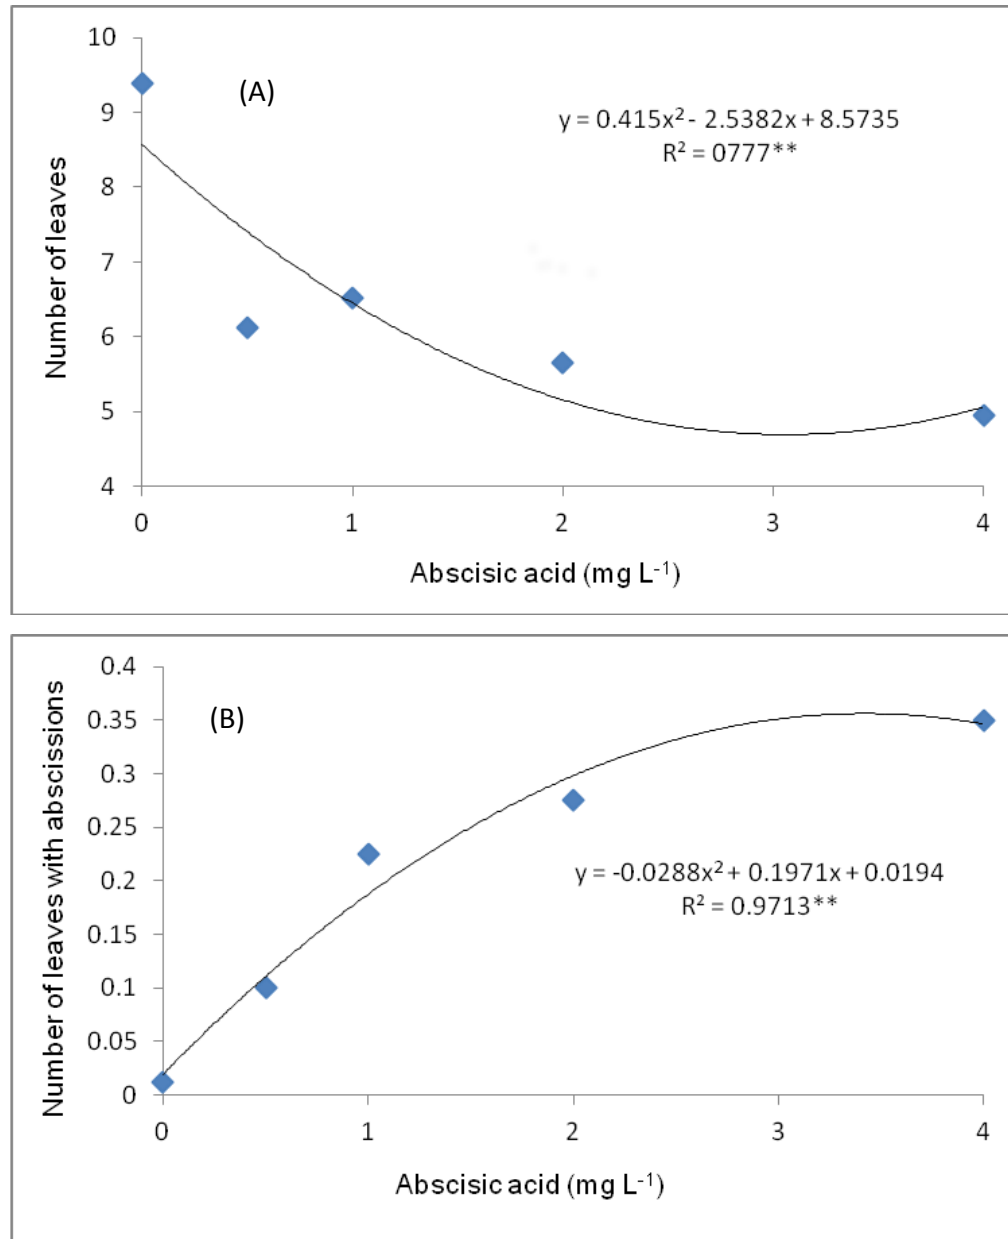 (A)
y = 0.415x² - 2.5382x + 8.5735
R² = 0777**
Number of leaves
10
9
8
7
6
5
4
0 1 2 3 4
Abscisic acid (mg L⁻¹)
(B)
y = -0.0288x² + 0.1971x + 0.0194
R² = 0.9713**
Number of leaves with abscissions
0.4
0.35
0.3
0.25
0.2
0.15
0.1
0.05
0
0 1 2 3 4
Abscisic acid (mg L⁻¹)